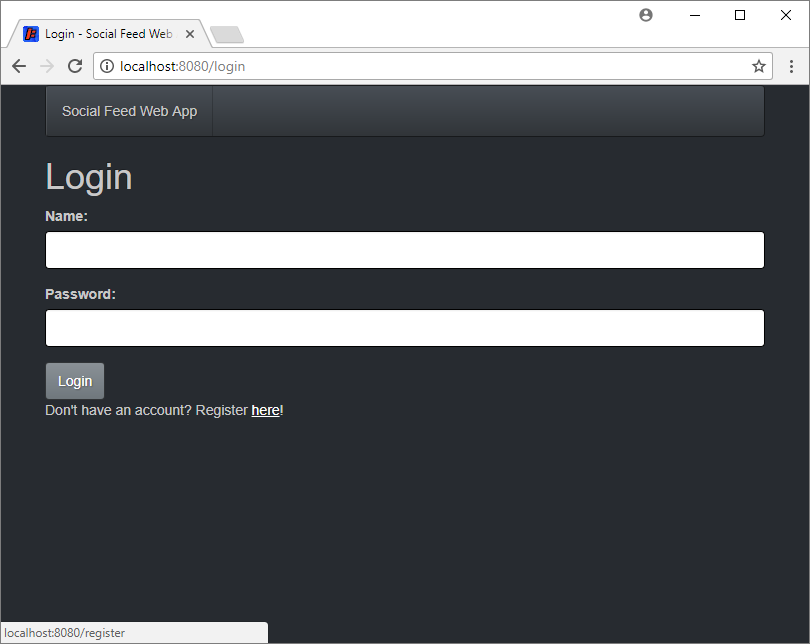 Login - Social Feed Web
localhost:8080/login
Social Feed Web App
Login
Name:
Password:
Login
Don't have an account? Register here!
localhost:8080/register